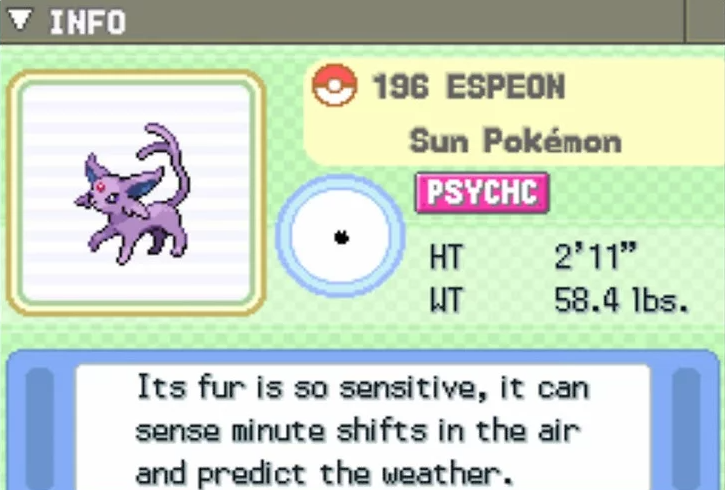 ▼ INFO
196 ESPEON
Sun Pokémon
PSYCHC
HT 2'11”
WT 58.4 lbs.
Its fur is so sensitive, it can
sense minute shifts in the air
and predict the weather.